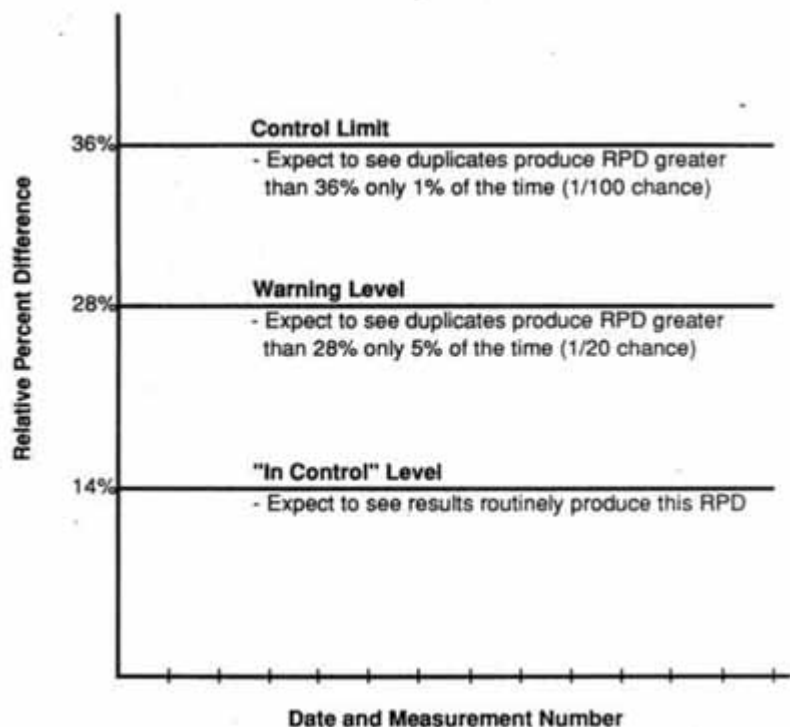 Control Limit
36%
- Expect to see duplicates produce RPD greater
than 36% only 1% of the time (1/100 chance)
Warning Level
28%
- Expect to see duplicates produce RPD greater
than 28% only 5% of the time (1/20 chance)
"In Control" Level
14%
- Expect to see results routinely produce this RPD
Relative Percent Difference
Date and Measurement Number